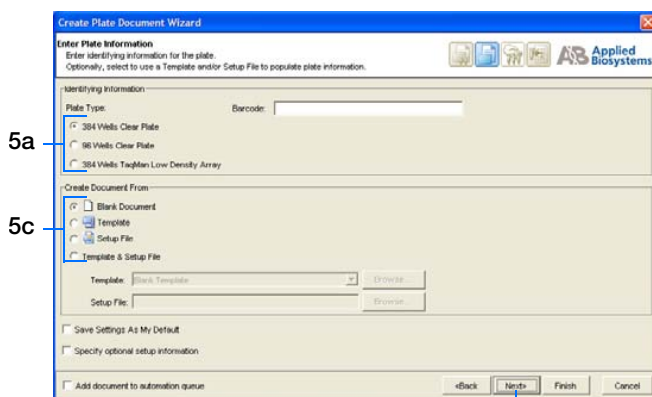 Create Plate Document Wizard
Enter Plate Information
Enter identifying information for the plate.
Optionally, select to use a Template and/or Setup File to populate plate information.
AB Applied Biosystems
Identifying Information
Plate Type: Barcode:
5a
384 Wells Clear Plate
96 Wells Clear Plate
384 Wells TaqMan Low Density Array
Create Document From
5c
Blank Document
Template
Setup File
Template & Setup File
Template: Blank Template Browse...
Setup File: Browse...
Save Settings As My Default
Specify optional setup information
Add document to automation queue «Back Next» Finish Cancel